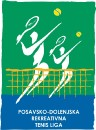 POSAVSKO-DOLENJSKA
REKREATIVNA
TENIS LIGA